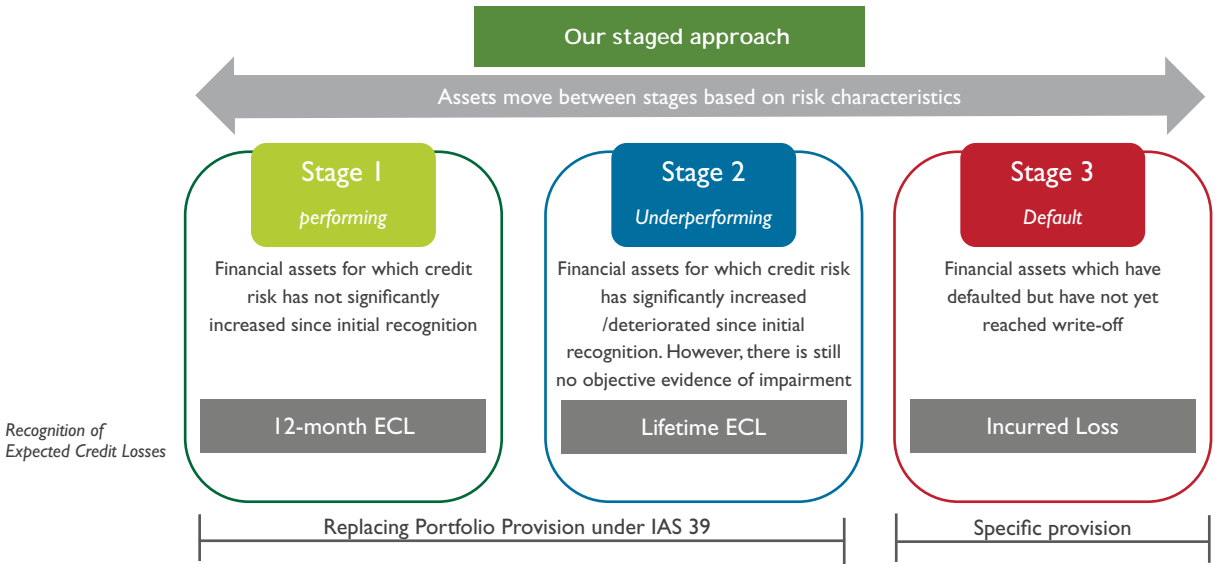 Our staged approach
Assets move between stages based on risk characteristics
Stage 1
performing
Financial assets for which credit
risk has not significantly
increased since initial recognition
12-month ECL
Stage 2
Underperforming
Financial assets for which credit risk
has significantly increased
/deteriorated since initial
recognition. However, there is still
no objective evidence of impairment
Lifetime ECL
Stage 3
Default
Financial assets which have
defaulted but have not yet
reached write-off
Incurred Loss
Recognition of
Expected Credit Losses
Replacing Portfolio Provision under IAS 39
Specific provision